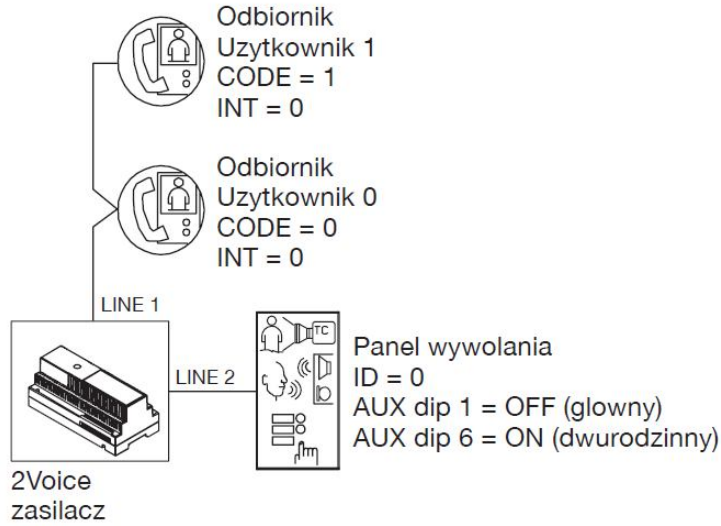 Odbiornik
Uzytkownik 1
CODE = 1
INT = 0
Odbiornik
Uzytkownik 0
CODE = 0
INT = 0
LINE 1
LINE 2
TC
Panel wywolania
ID = 0
AUX dip 1 = OFF (glowny)
AUX dip 6 = ON (dwurodzinny)
2Voice
zasilacz